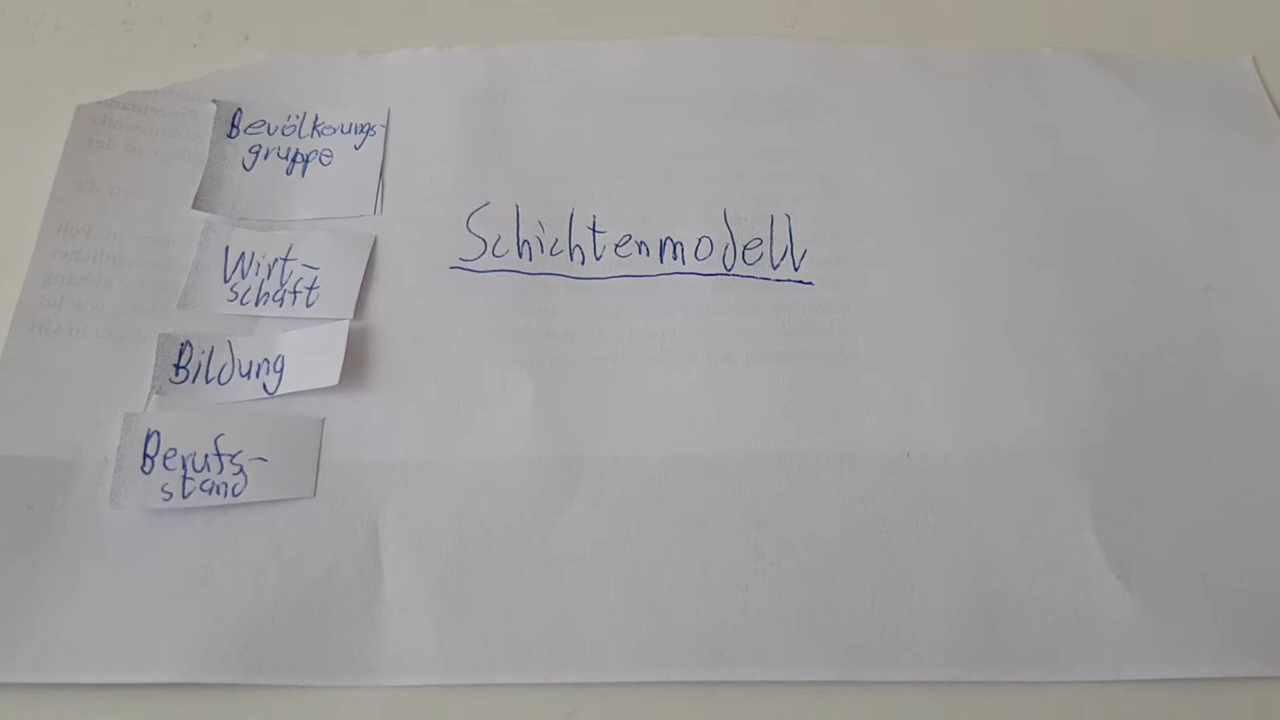 Bevölkerungs-
gruppe
Wirt-
schaft
Bildung
Berufs-
stand
Schichtenmodell